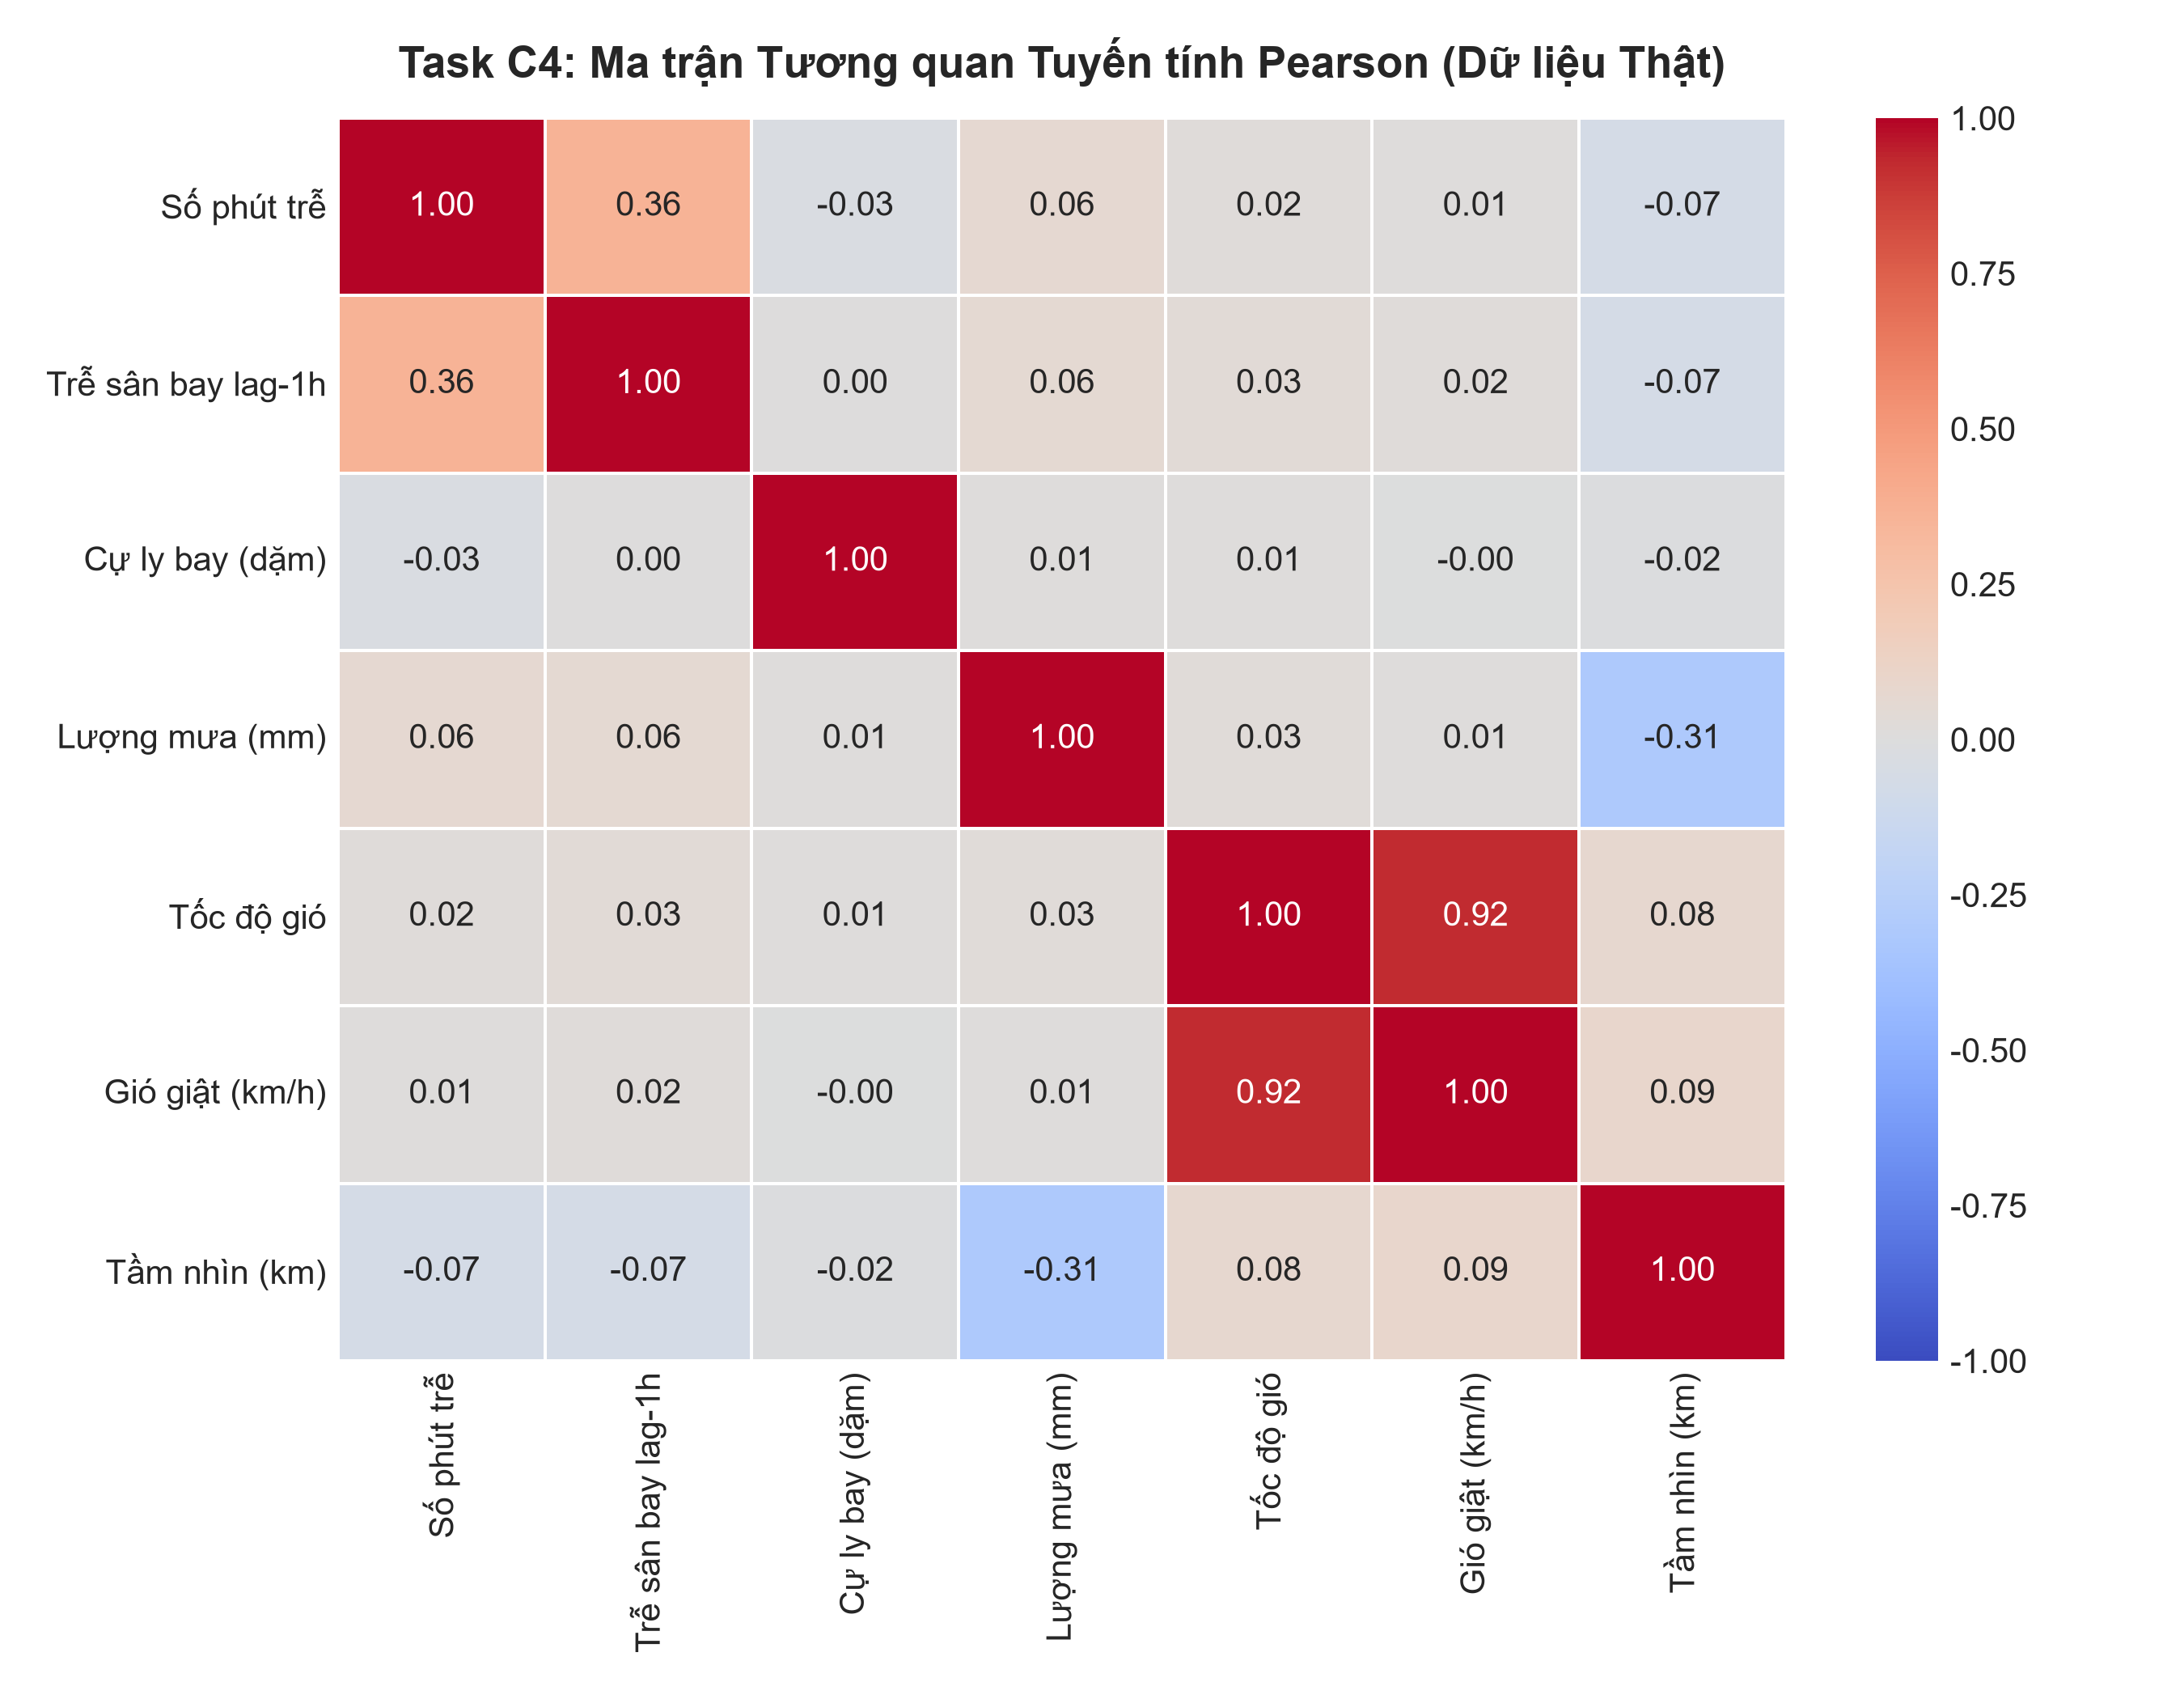 Task C4: Ma trận Tương quan Tuyến tính Pearson (Dữ liệu Thật)
Số phút trễ 1.00 0.36 -0.03 0.06 0.02 0.01 -0.07
Trễ sân bay lag-1h 0.36 1.00 0.00 0.06 0.03 0.02 -0.07
Cự ly bay (dặm) -0.03 0.00 1.00 0.01 0.01 -0.00 -0.02
Lượng mưa (mm) 0.06 0.06 0.01 1.00 0.03 0.01 -0.31
Tốc độ gió 0.02 0.03 0.01 0.03 1.00 0.92 0.08
Gió giật (km/h) 0.01 0.02 -0.00 0.01 0.92 1.00 0.09
Tầm nhìn (km) -0.07 -0.07 -0.02 -0.31 0.08 0.09 1.00
Số phút trễ
Trễ sân bay lag-1h
Cự ly bay (dặm)
Lượng mưa (mm)
Tốc độ gió
Gió giật (km/h)
Tầm nhìn (km)
1.00
0.75
0.50
0.25
0.00
-0.25
-0.50
-0.75
-1.00